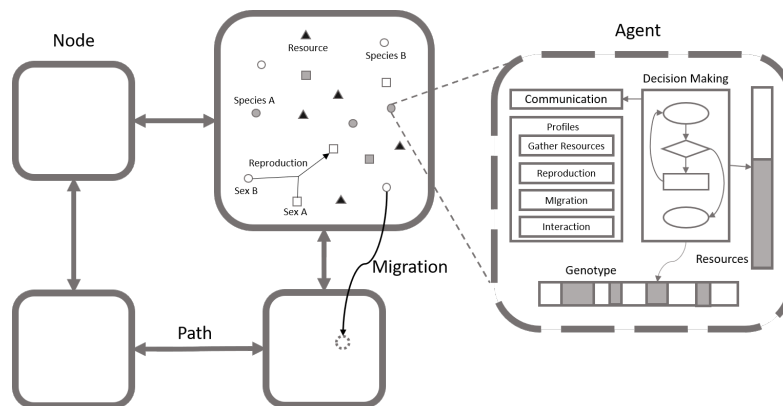 Node
Resource
Species B
Species A
Reproduction
Sex B
Sex A
Migration
Path
Agent
Decision Making
Communication
Profiles
Gather Resources
Reproduction
MIgration
Interaction
Resources
Genotype